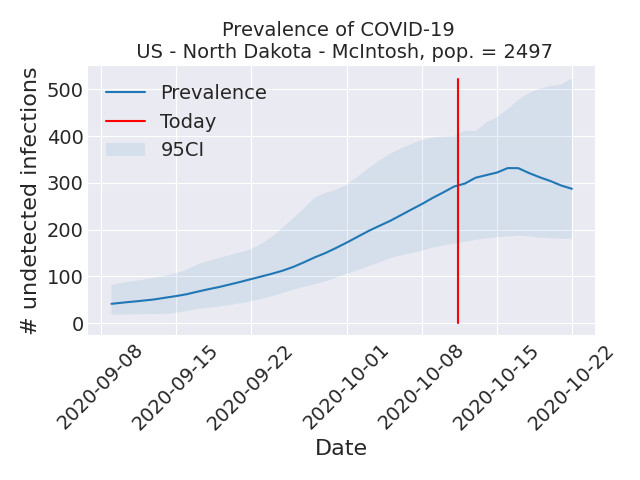 Prevalence of COVID-19
US - North Dakota - McIntosh, pop. = 2497
# undetected infections
500
400
300
200
100
0
Prevalence
Today
95CI
2020-09-08
2020-09-15
2020-09-22
2020-10-01
2020-10-08
2020-10-15
2020-10-22
Date